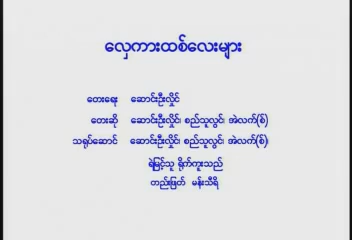 လှေကားထစ်လေးများ
တေးရေး ဆောင်းဦးလှိုင်
တေးဆို ဆောင်းဦးလှိုင်၊ စည်သူလွင်၊ အဲလက်(စ်)
သရုပ်ဆောင် ဆောင်းဦးလှိုင်၊ စည်သူလွင်၊ အဲလက်(စ်)
ရဲမြင့်သူ ရိုက်ကူးသည်
တည်းဖြတ် မန်းသီရိ